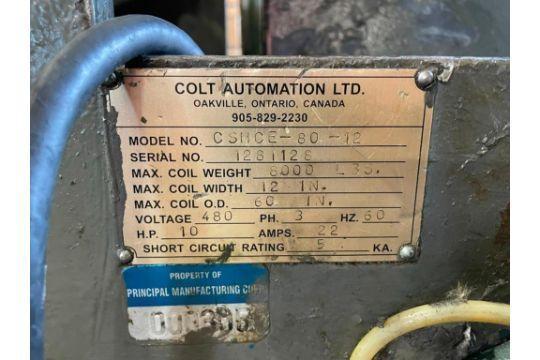 COLT AUTOMATION LTD.
OAKVILLE, ONTARIO, CANADA
905-829-2230
MODEL NO. CSHCE-80-12
SERIAL NO. 1281128
MAX. COIL WEIGHT 8000 LBS.
MAX. COIL WIDTH 12 IN.
MAX. COIL O.D. 60 IN.
VOLTAGE 480 PH. 3 HZ. 60
H.P. 10 AMPS. 22
SHORT CIRCUIT RATING 5 KA.
PROPERTY OF
PRINCIPAL MANUFACTURING CORP